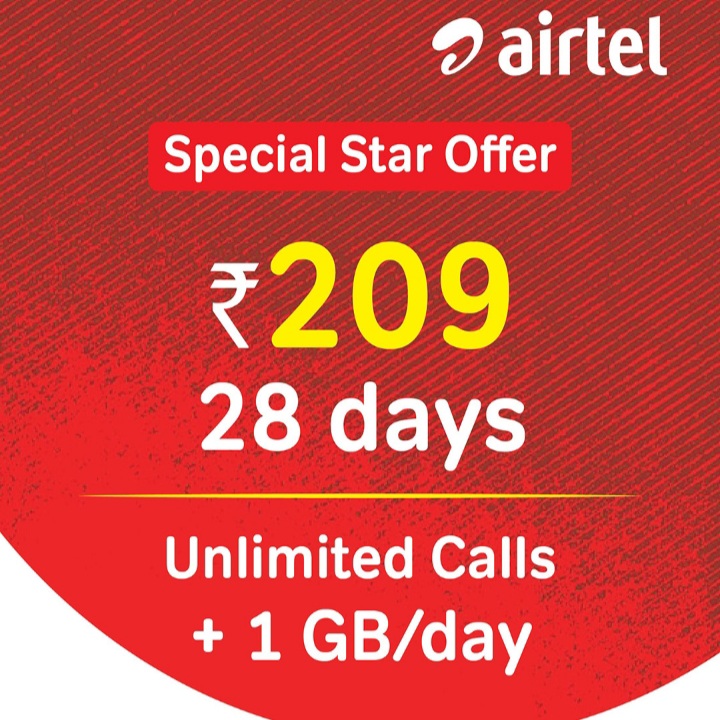 airtel
Special Star Offer
₹209
28 days
Unlimited Calls
+ 1 GB/day